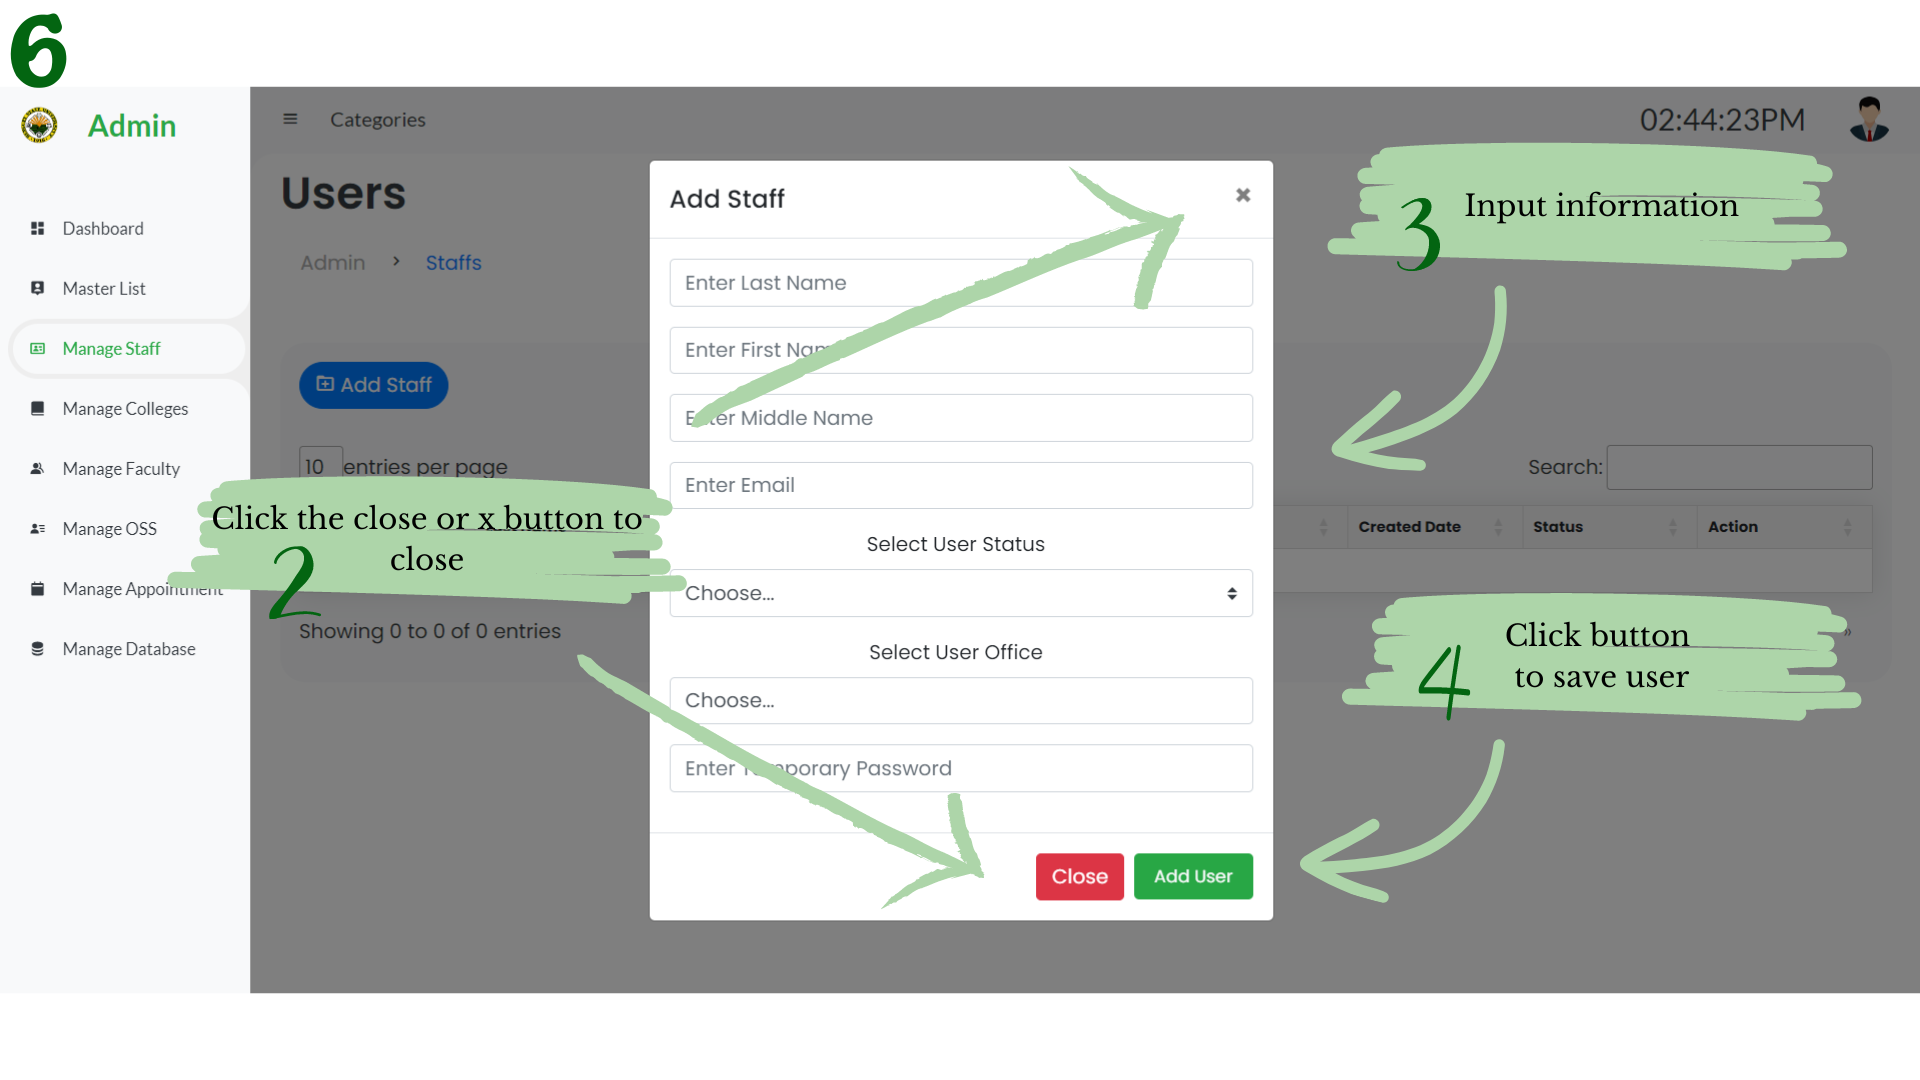 6
Admin
Categories
02:44:23PM
Users
Admin > Staffs
Dashboard
Master List
Manage Staff
Manage Colleges
Manage Faculty
Manage OSS
Manage Appointment
Manage Database
Add Staff
10 entries per page
Search:
Created Date Status Action
Showing 0 to 0 of 0 entries
»
Add Staff ×
Enter Last Name
Enter First Name
Enter Middle Name
Enter Email
Select User Status
Choose...
Select User Office
Choose...
Enter Temporary Password
Close Add User
2 Click the close or x button to
close
3 Input information
4 Click button
to save user